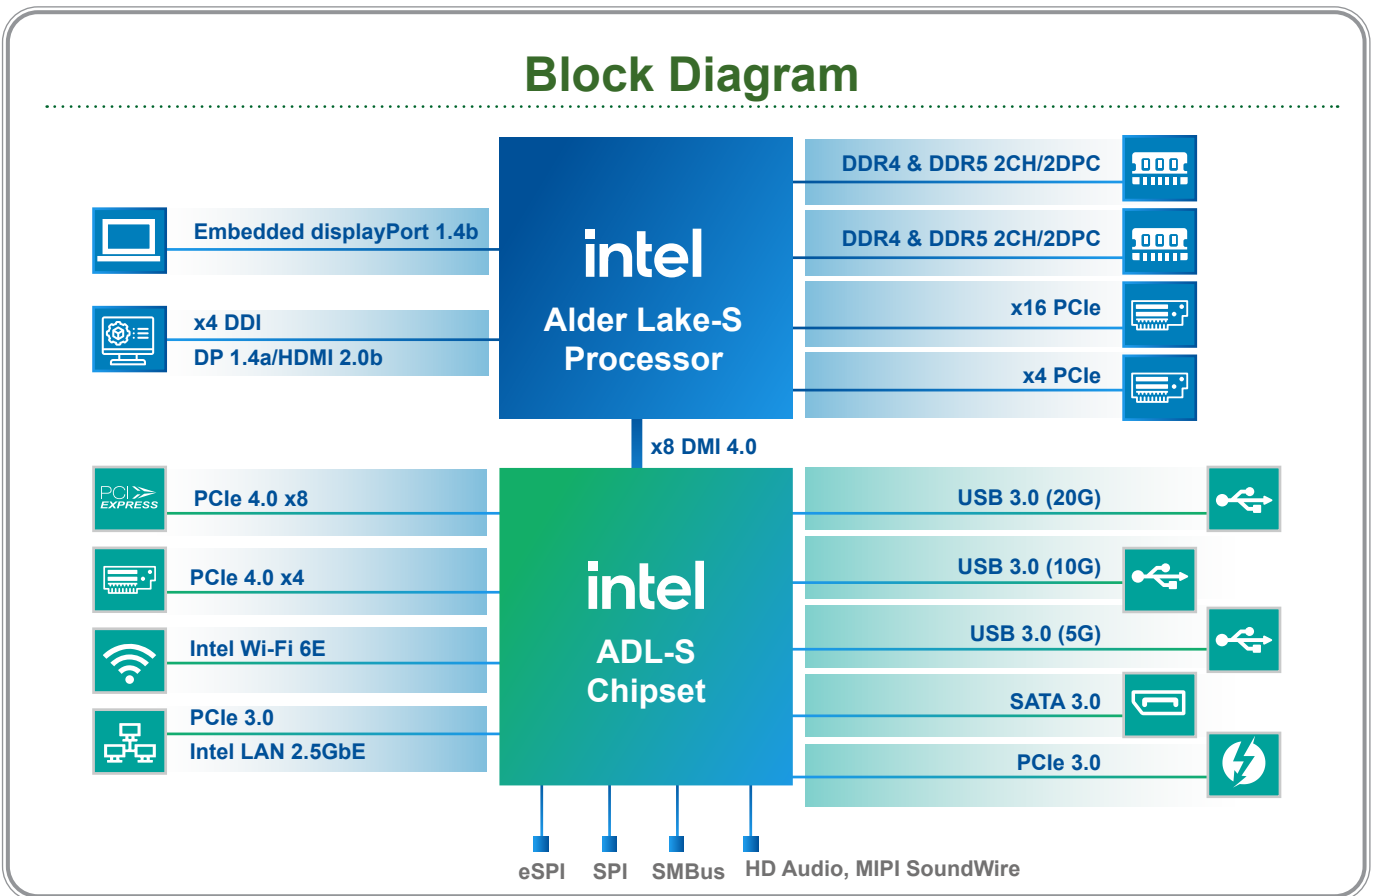 Block Diagram
Embedded displayPort 1.4b
x4 DDI
DP 1.4a/HDMI 2.0b
intel
Alder Lake-S
Processor
DDR4 & DDR5 2CH/2DPC
DDR4 & DDR5 2CH/2DPC
x16 PCIe
x4 PCIe
x8 DMI 4.0
PCI
EXPRESS
PCIe 4.0 x8
PCIe 4.0 x4
Intel Wi-Fi 6E
PCIe 3.0
Intel LAN 2.5GbE
intel
ADL-S
Chipset
USB 3.0 (20G)
USB 3.0 (10G)
USB 3.0 (5G)
SATA 3.0
PCIe 3.0
eSPI
SPI
SMBus
HD Audio, MIPI SoundWire